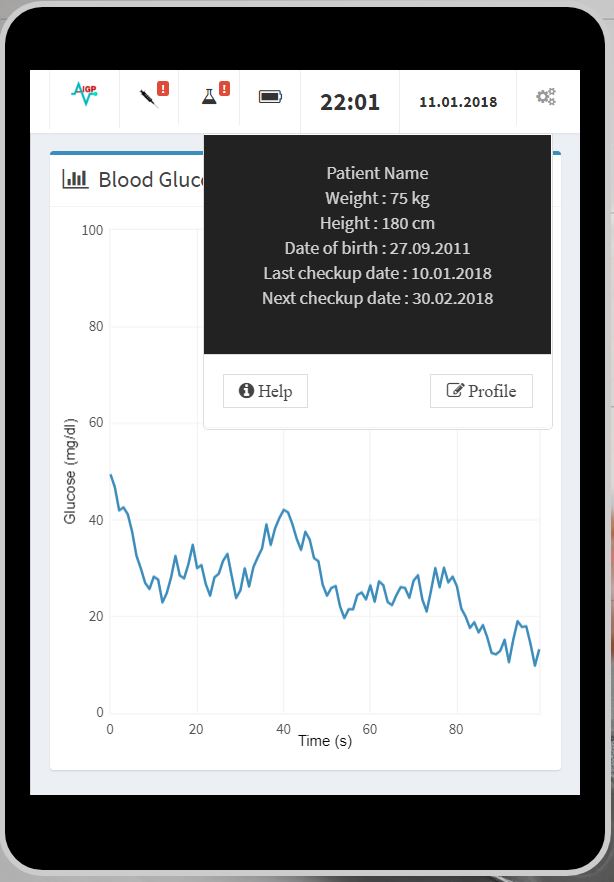 IGP
!
!
22:01
11.01.2018
Blood Gluc
Patient Name
Weight : 75 kg
Height : 180 cm
Date of birth : 27.09.2011
Last checkup date : 10.01.2018
Next checkup date : 30.02.2018
Help
Profile
100
80
60
40
20
0
Glucose (mg/dl)
0
20
40
60
80
Time (s)